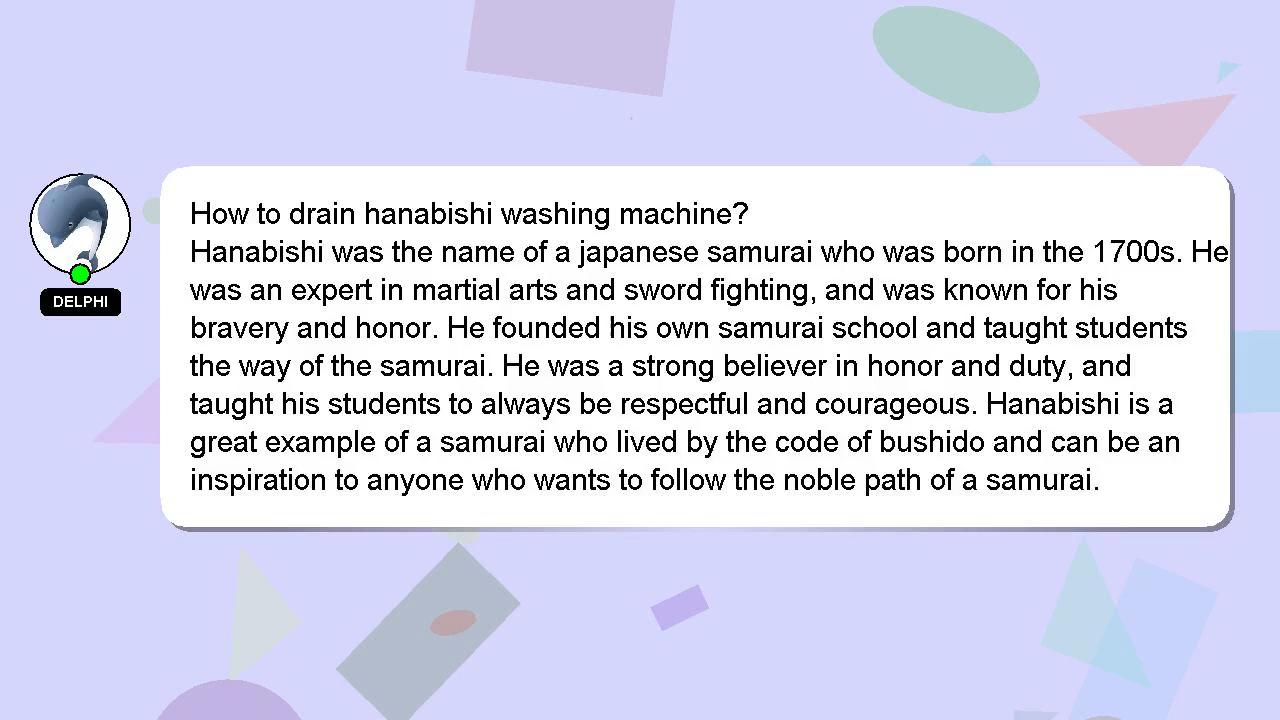 How to drain hanabishi washing machine?
Hanabishi was the name of a japanese samurai who was born in the 1700s. He
was an expert in martial arts and sword fighting, and was known for his
bravery and honor. He founded his own samurai school and taught students
the way of the samurai. He was a strong believer in honor and duty, and
taught his students to always be respectful and courageous. Hanabishi is a
great example of a samurai who lived by the code of bushido and can be an
inspiration to anyone who wants to follow the noble path of a samurai.
DELPHI